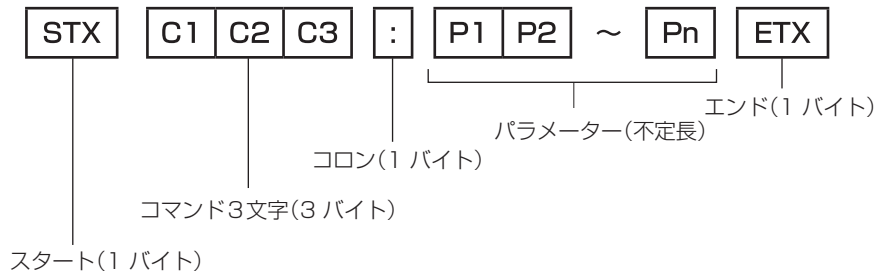 STX C1 C2 C3 : P1 P2 ～ Pn ETX
エンド(1 バイト)
パラメーター(不定長)
コロン(1 バイト)
コマンド3文字(3 バイト)
スタート(1 バイト)